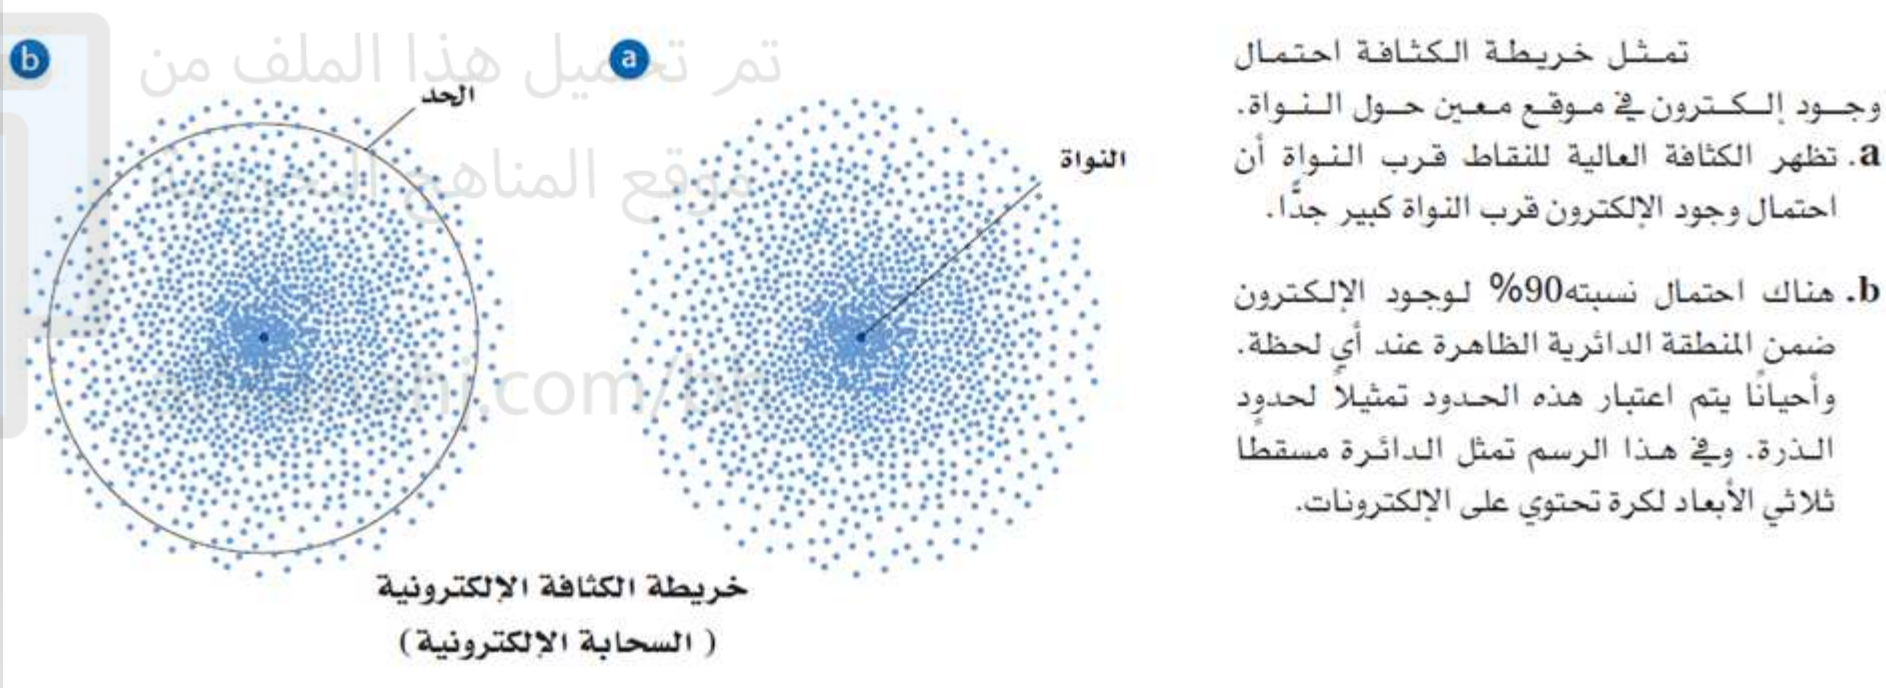 تمثل خريطة الكثافة احتمال
وجود إلكترون في موقع معين حول النواة.
a. تظهر الكثافة العالية للنقاط قرب النواة أن
احتمال وجود الإلكترون قرب النواة كبير جدًّا.
b. هناك احتمال نسبته 90% لوجود الإلكترون
ضمن المنطقة الدائرية الظاهرة عند أي لحظة.
وأحيانًا يتم اعتبار هذه الحدود تمثيلاً لحدود
الذرة. وفي هذا الرسم تمثل الدائرة مسقطا
ثلاثي الأبعاد لكرة تحتوي على الإلكترونات.
a
النواة
b
الحد
تم تحميل هذا الملف من
موقع المناهج البحرينية
خريطة الكثافة الإلكترونية
(السحابة الإلكترونية)